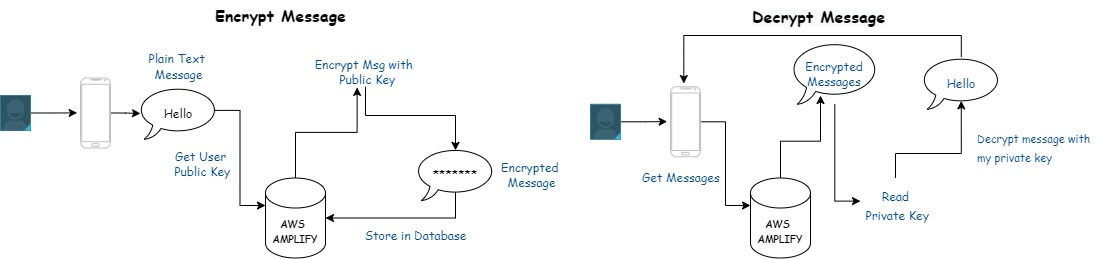 Encrypt Message
Plain Text
Message
Hello
Get User
Public Key
Encrypt Msg with
Public Key
*******
Encrypted
Message
AWS
AMPLIFY
Store in Database
Decrypt Message
Encrypted
Messages
Hello
Decrypt message with
my private key
Get Messages
Read
Private Key
AWS
AMPLIFY